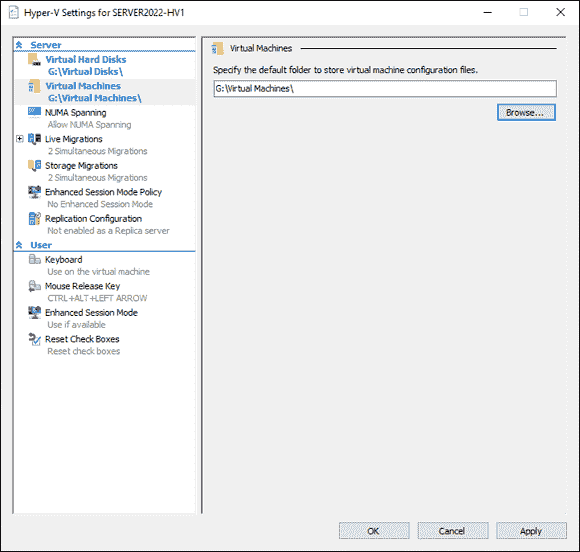 Hyper-V Settings for SERVER2022-HV1
Server
Virtual Hard Disks
G:\Virtual Disks\
Virtual Machines
G:\Virtual Machines\
NUMA Spanning
Allow NUMA Spanning
Live Migrations
2 Simultaneous Migrations
Storage Migrations
2 Simultaneous Migrations
Enhanced Session Mode Policy
No Enhanced Session Mode
Replication Configuration
Not enabled as a Replica server
User
Keyboard
Use on the virtual machine
Mouse Release Key
CTRL+ALT+LEFT ARROW
Enhanced Session Mode
Use if available
Reset Check Boxes
Reset check boxes
Virtual Machines
Specify the default folder to store virtual machine configuration files.
G:\Virtual Machines\
Browse...
OK
Cancel
Apply